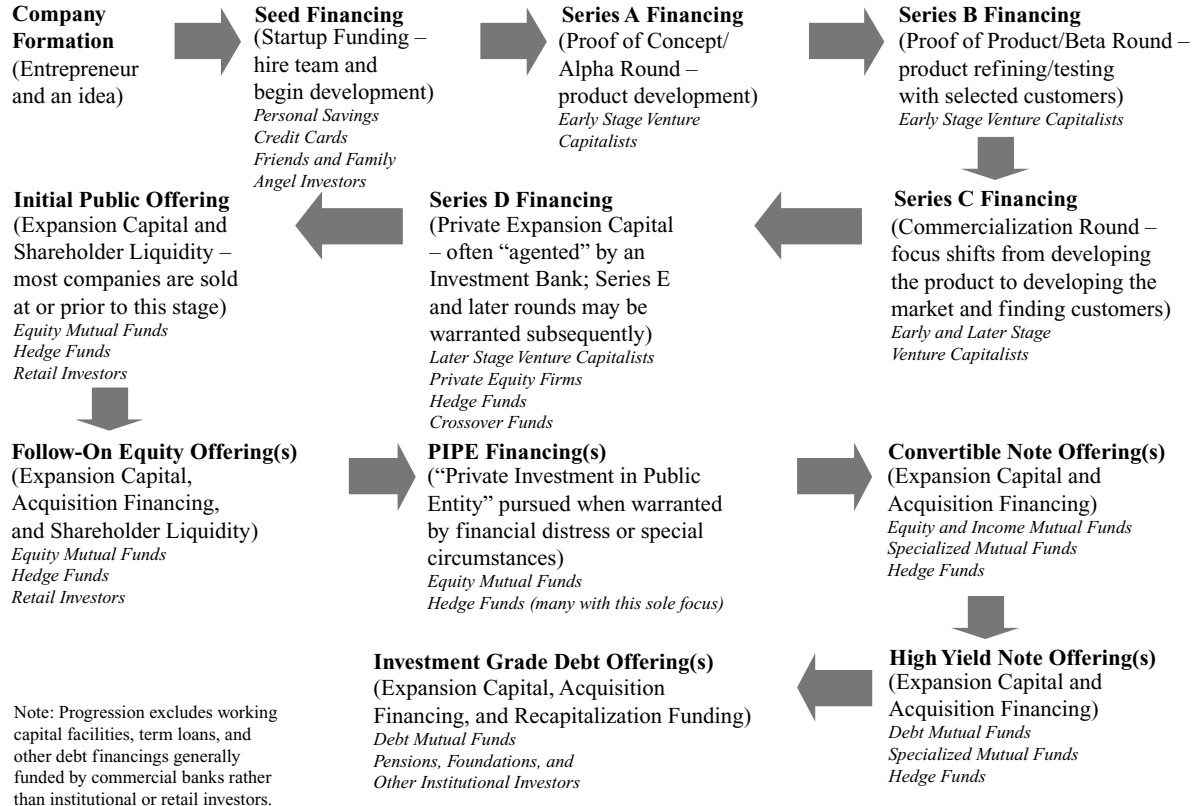 Company
Formation
(Entrepreneur
and an idea)
Seed Financing
(Startup Funding –
hire team and
begin development)
Personal Savings
Credit Cards
Friends and Family
Angel Investors
Series A Financing
(Proof of Concept/
Alpha Round –
product development)
Early Stage Venture
Capitalists
Series B Financing
(Proof of Product/Beta Round –
product refining/testing
with selected customers)
Early Stage Venture Capitalists
Series C Financing
(Commercialization Round –
focus shifts from developing
the product to developing the
market and finding customers)
Early and Later Stage
Venture Capitalists
Series D Financing
(Private Expansion Capital
– often “agented” by an
Investment Bank; Series E
and later rounds may be
warranted subsequently)
Later Stage Venture Capitalists
Private Equity Firms
Hedge Funds
Crossover Funds
Initial Public Offering
(Expansion Capital and
Shareholder Liquidity –
most companies are sold
at or prior to this stage)
Equity Mutual Funds
Hedge Funds
Retail Investors
Follow-On Equity Offering(s)
(Expansion Capital,
Acquisition Financing,
and Shareholder Liquidity)
Equity Mutual Funds
Hedge Funds
Retail Investors
PIPE Financing(s)
(“Private Investment in Public
Entity” pursued when warranted
by financial distress or special
circumstances)
Equity Mutual Funds
Hedge Funds (many with this sole focus)
Convertible Note Offering(s)
(Expansion Capital and
Acquisition Financing)
Equity and Income Mutual Funds
Specialized Mutual Funds
Hedge Funds
High Yield Note Offering(s)
(Expansion Capital and
Acquisition Financing)
Debt Mutual Funds
Specialized Mutual Funds
Hedge Funds
Investment Grade Debt Offering(s)
(Expansion Capital, Acquisition
Financing, and Recapitalization Funding)
Debt Mutual Funds
Pensions, Foundations, and
Other Institutional Investors
Note: Progression excludes working
capital facilities, term loans, and
other debt financings generally
funded by commercial banks rather
than institutional or retail investors.